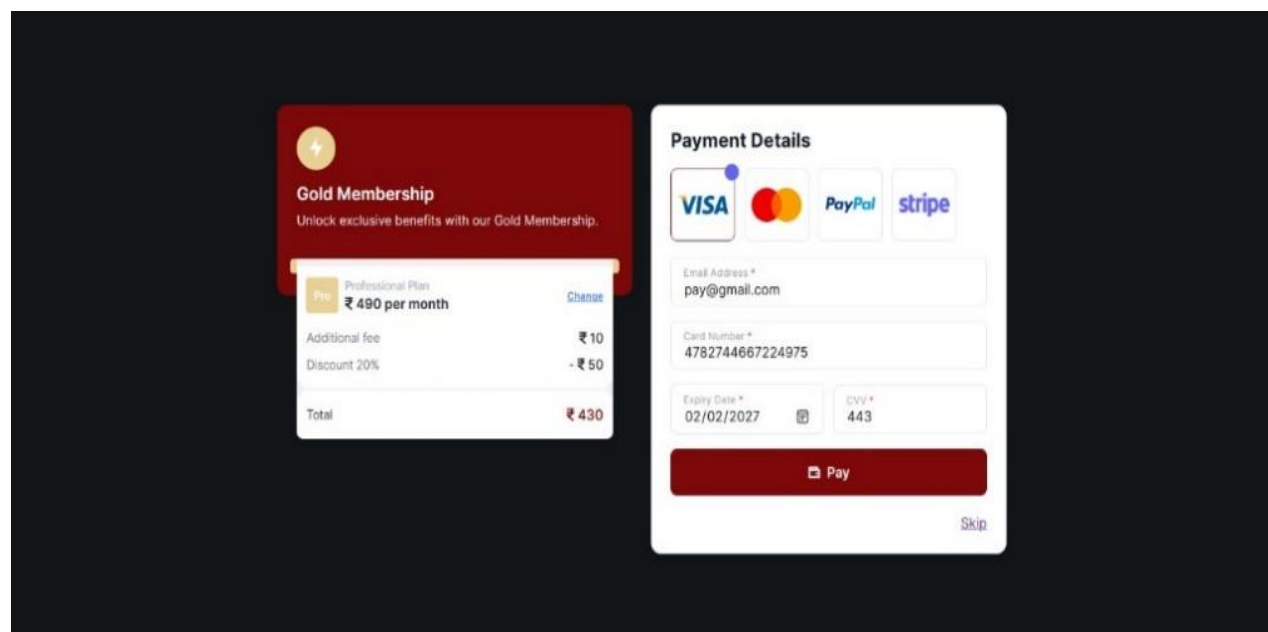 Gold Membership
Unlock exclusive benefits with our Gold Membership.
Pro
Professional Plan
₹ 490 per month
Change
Additional fee ₹ 10
Discount 20% - ₹ 50
Total ₹ 430
Payment Details
VISA PayPal stripe
Email Address *
pay@gmail.com
Card Number *
4782744667224975
Expiry Date * CVV *
02/02/2027 443
Pay
Skip